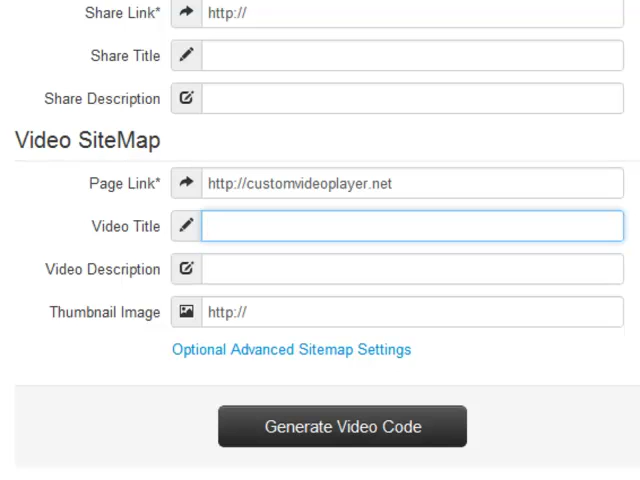 Share Link* http://
Share Title
Share Description
Video SiteMap
Page Link* http://customvideoplayer.net
Video Title
Video Description
Thumbnail Image http://
Optional Advanced Sitemap Settings
Generate Video Code